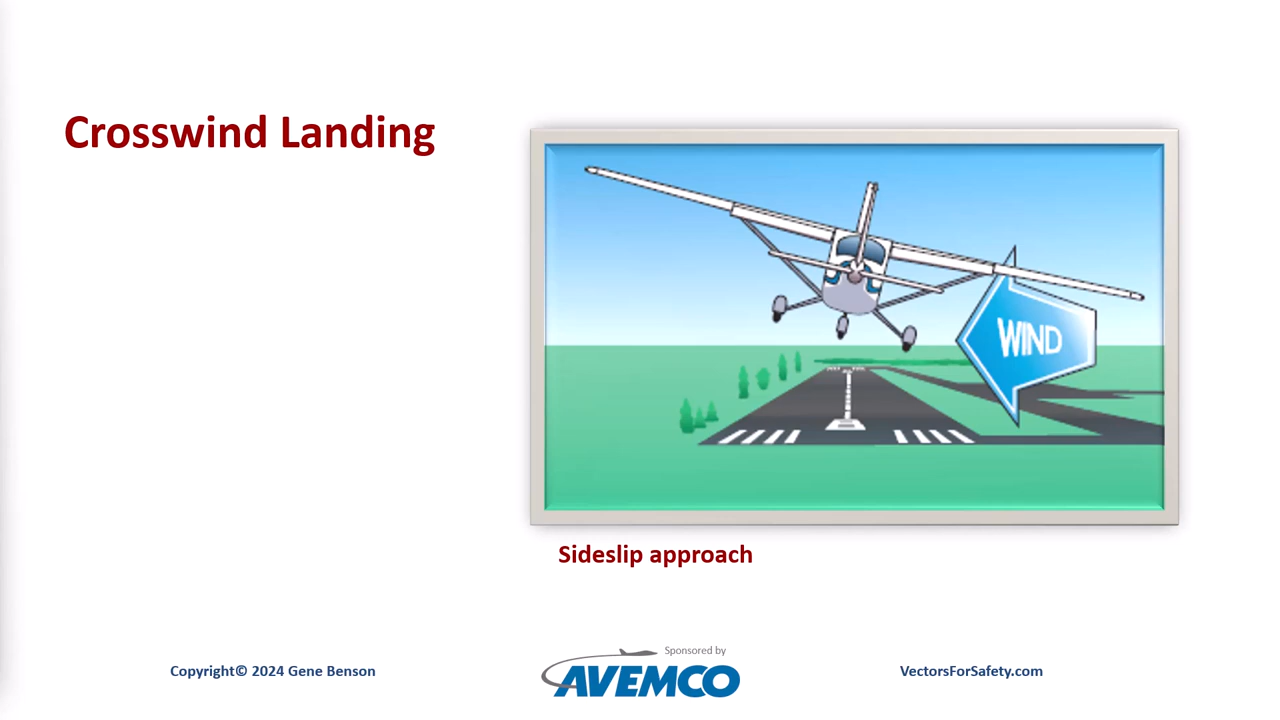 Crosswind Landing
WIND
Sideslip approach
Copyright© 2024 Gene Benson
Sponsored by
AVEMCO
VectorsForSafety.com